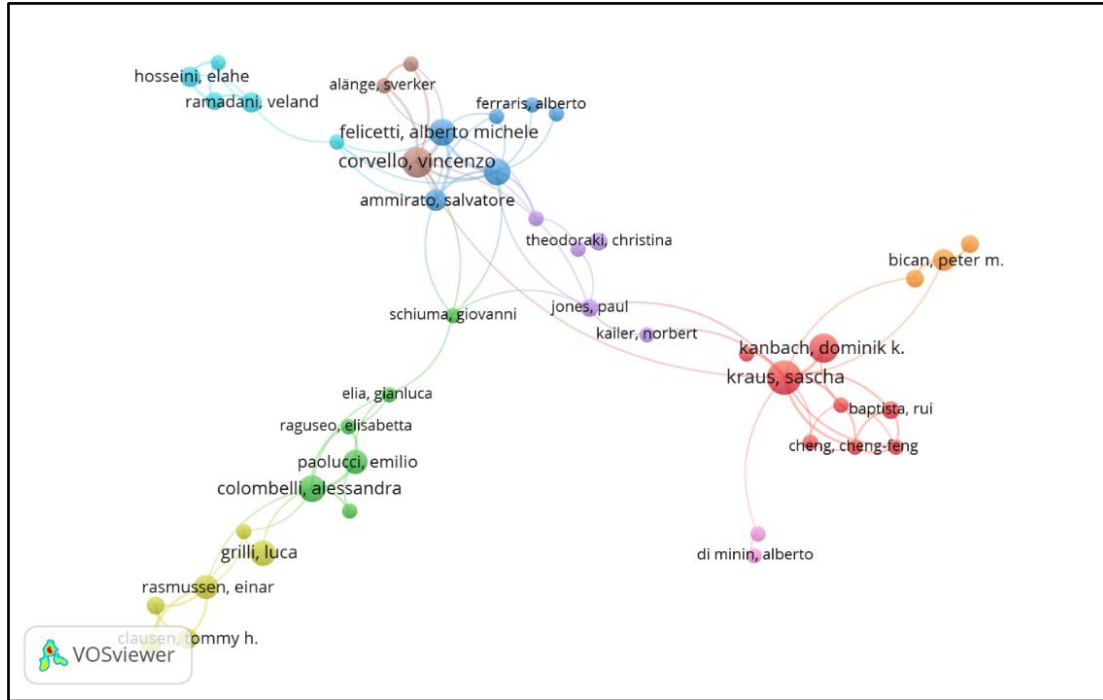 hosseini, elahe
ramadani, veland
alänge, sverker
ferraris, alberto
felicetti, alberto michele
corvello, vincenzo
ammirato, salvatore
theodoraki, christina
bican, peter m.
jones, paul
schiuma, giovanni
kailer, norbert
kanbach, dominik k.
kraus, sascha
elia, gianluca
baptista, rui
raguseo, elisabetta
cheng, cheng-feng
paolucci, emilio
colombelli, alessandra
grilli, luca
di minin, alberto
rasmussen, einar
clausen, tommy h.
VOSviewer